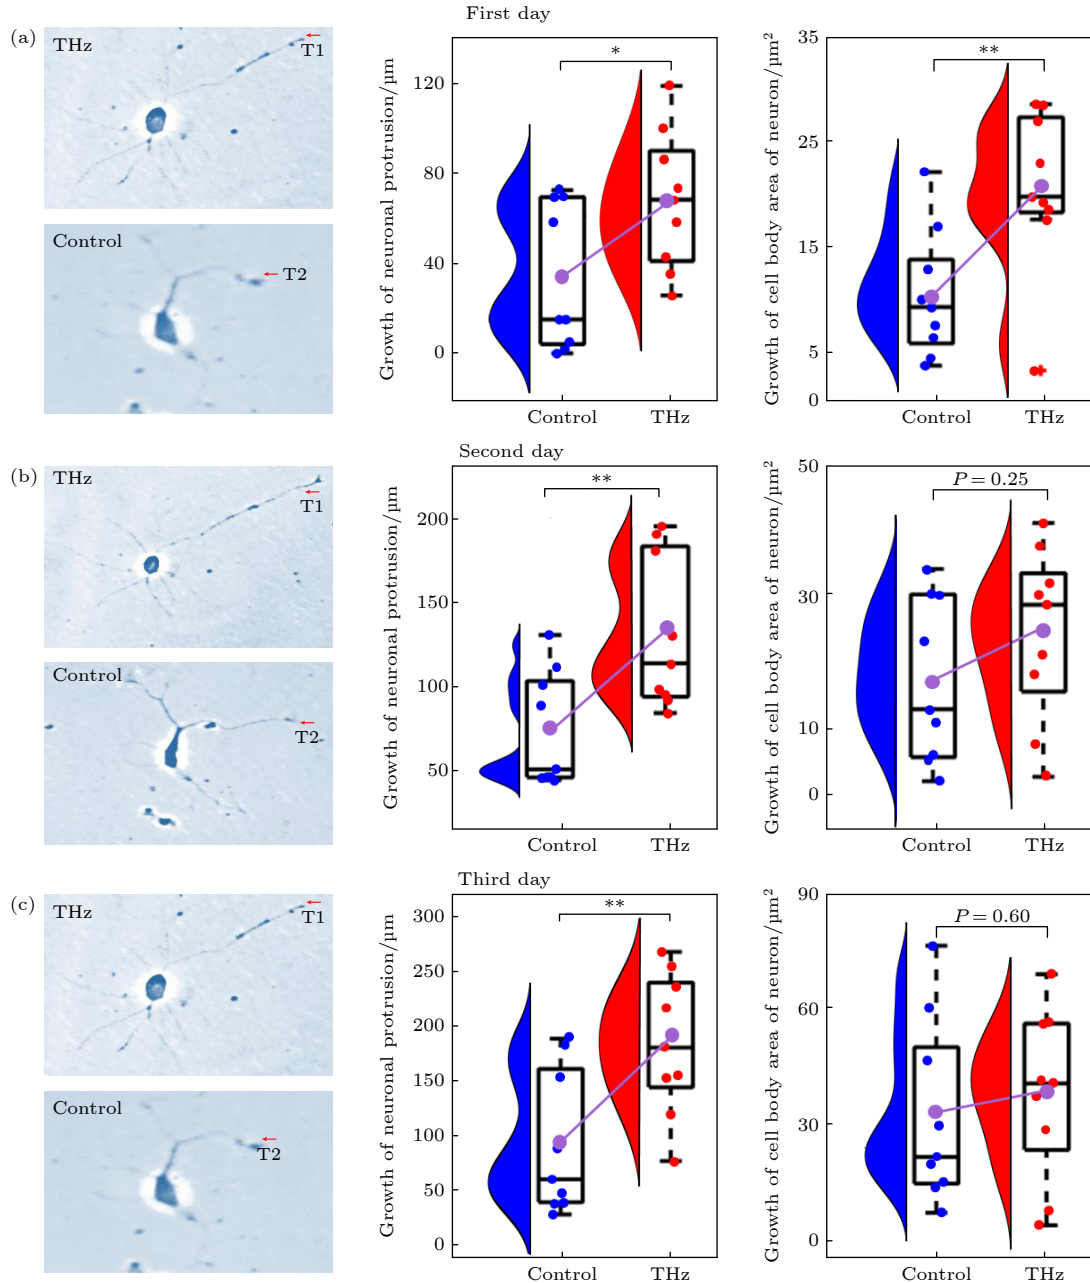 First day
(a)
THz
T1
Control
T2
Growth of neuronal protrusion/µm
120
80
40
0
*
Control
THz
Growth of cell body area of neuron/µm²
35
25
15
5
0
**
Control
THz
Second day
(b)
THz
T1
Control
T2
Growth of neuronal protrusion/µm
200
150
100
50
**
Control
THz
Growth of cell body area of neuron/µm²
50
30
10
0
P = 0.25
Control
THz
Third day
(c)
THz
T1
Control
T2
Growth of neuronal protrusion/µm
300
250
200
150
100
50
0
**
Control
THz
Growth of cell body area of neuron/µm²
90
60
30
0
P = 0.60
Control
THz